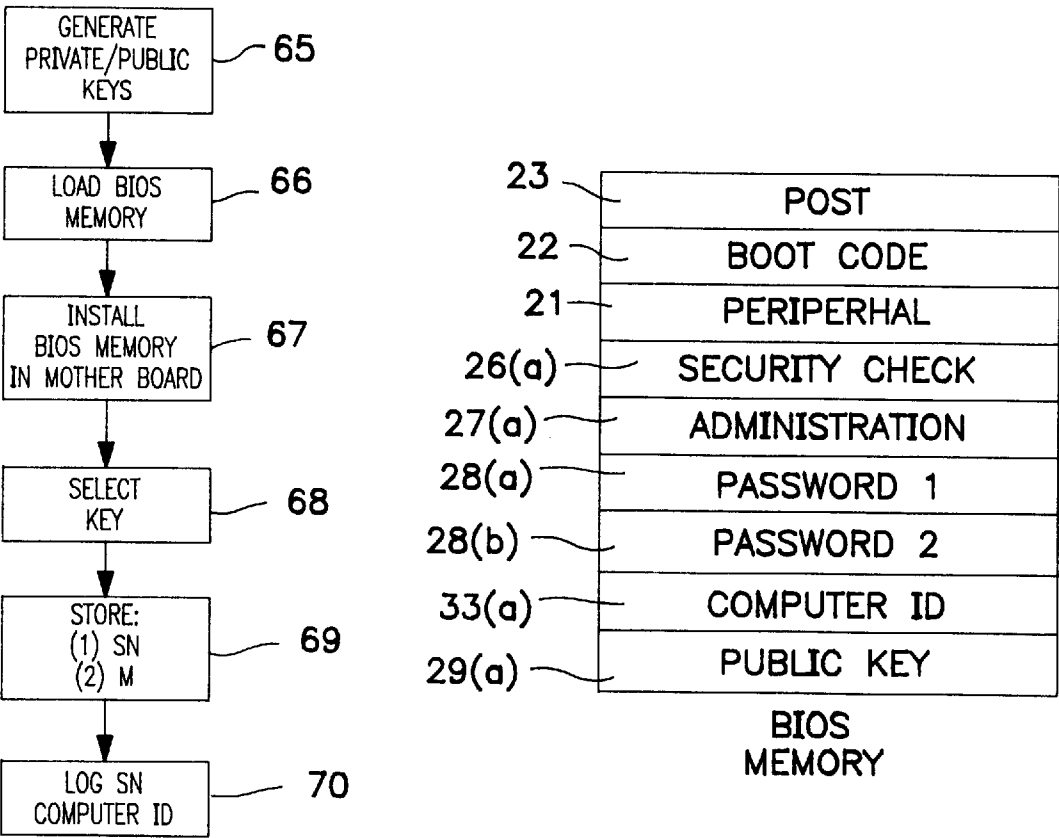 GENERATE
PRIVATE/PUBLIC
KEYS
65
LOAD BIOS
MEMORY
66
INSTALL
BIOS MEMORY
IN MOTHER BOARD
67
SELECT
KEY
68
STORE:
(1) SN
(2) M
69
LOG SN
COMPUTER ID
70
23
POST
22
BOOT CODE
21
PERIPERHAL
26(a)
SECURITY CHECK
27(a)
ADMINISTRATION
28(a)
PASSWORD 1
28(b)
PASSWORD 2
33(a)
COMPUTER ID
29(a)
PUBLIC KEY
BIOS
MEMORY